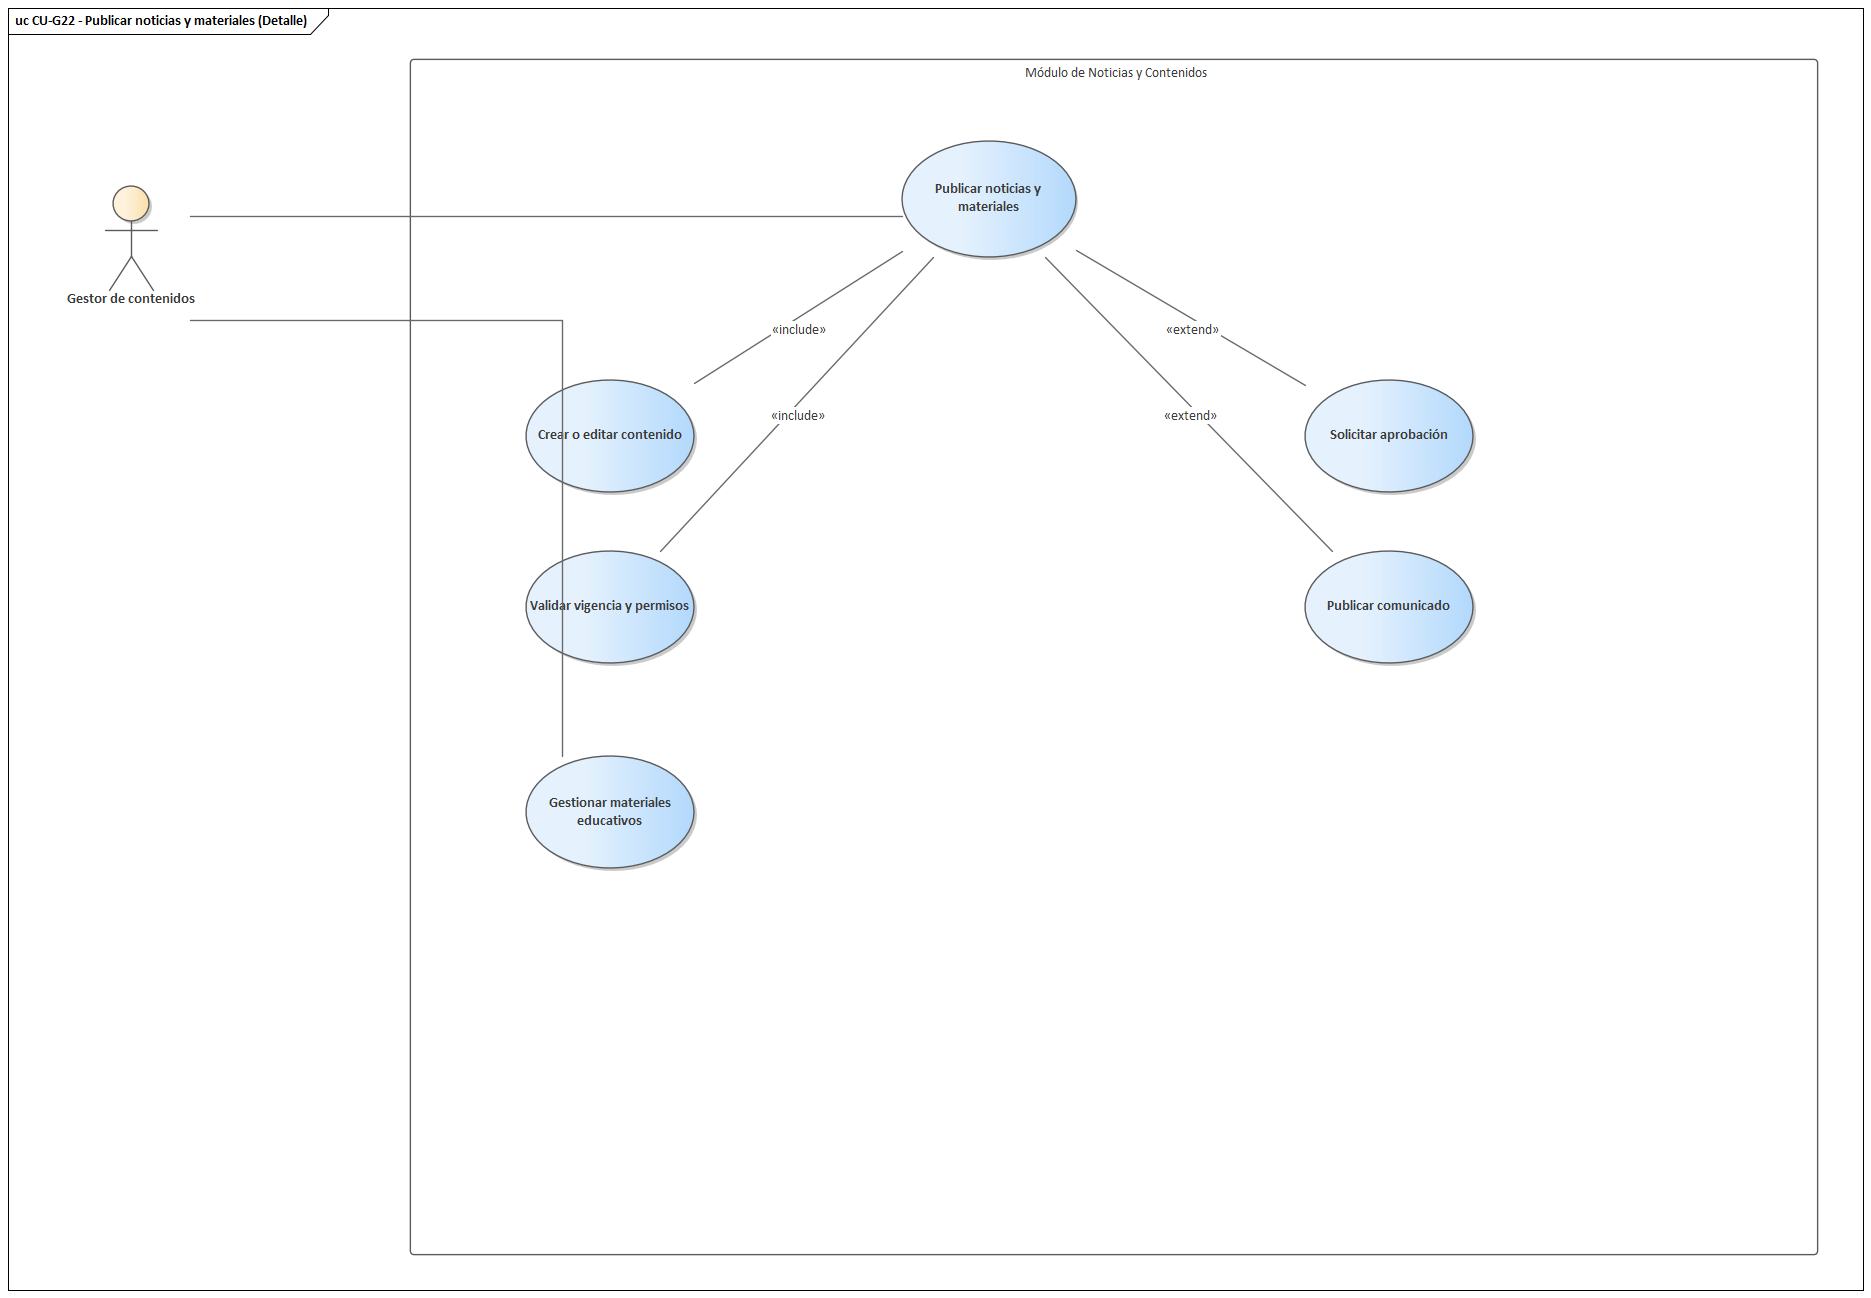 uc CU-G22 - Publicar noticias y materiales (Detalle)
Módulo de Noticias y Contenidos
Publicar noticias y
materiales
Gestor de contenidos
«include»
«extend»
«include»
«extend»
Crear o editar contenido
Solicitar aprobación
Validar vigencia y permisos
Publicar comunicado
Gestionar materiales
educativos